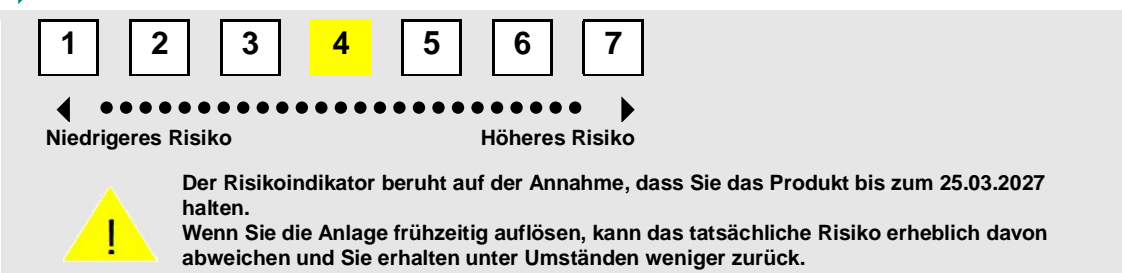 1 2 3 4 5 6 7
Niedrigeres Risiko Höheres Risiko
Der Risikoindikator beruht auf der Annahme, dass Sie das Produkt bis zum 25.03.2027
halten.
Wenn Sie die Anlage frühzeitig auflösen, kann das tatsächliche Risiko erheblich davon
abweichen und Sie erhalten unter Umständen weniger zurück.
!